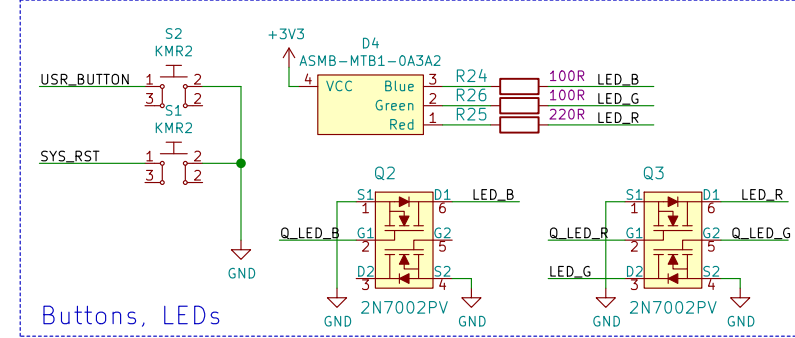 S2
KMR2
USR_BUTTON 1 2
3 4
S1
KMR2
SYS_RST 1 2
3 4
GND
+3V3
D4
ASMB-MTB1-0A3A2
4 VCC Blue 3 R24 100R LED_B
Green 2 R26 100R LED_G
Red 1 R25 220R LED_R
Q2
S1 D1 LED_B
1 6
Q_LED_B G1 G2
2 5
D2 S2
3 4
2N7002PV
GND GND
Q3
S1 D1 LED_R
1 6
Q_LED_R G1 G2 Q_LED_G
2 5
LED_G D2 S2
3 4
2N7002PV
GND GND
Buttons, LEDs